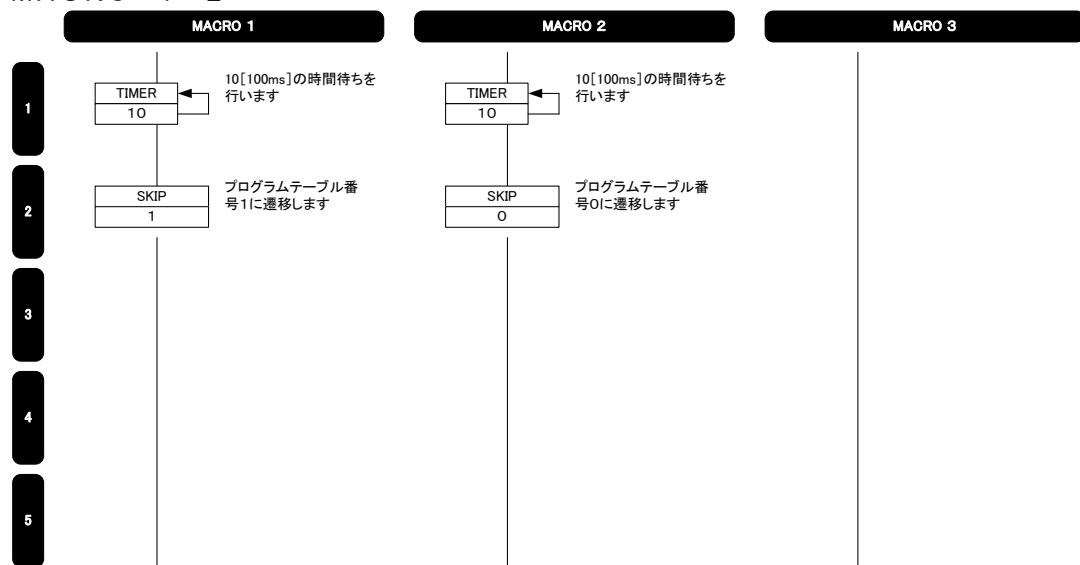 MACRO 1
MACRO 2
MACRO 3
1
TIMER
10
10[100ms]の時間待ちを
行います
TIMER
10
10[100ms]の時間待ちを
行います
2
SKIP
1
プログラムテーブル番
号1に遷移します
SKIP
0
プログラムテーブル番
号0に遷移します
3
4
5